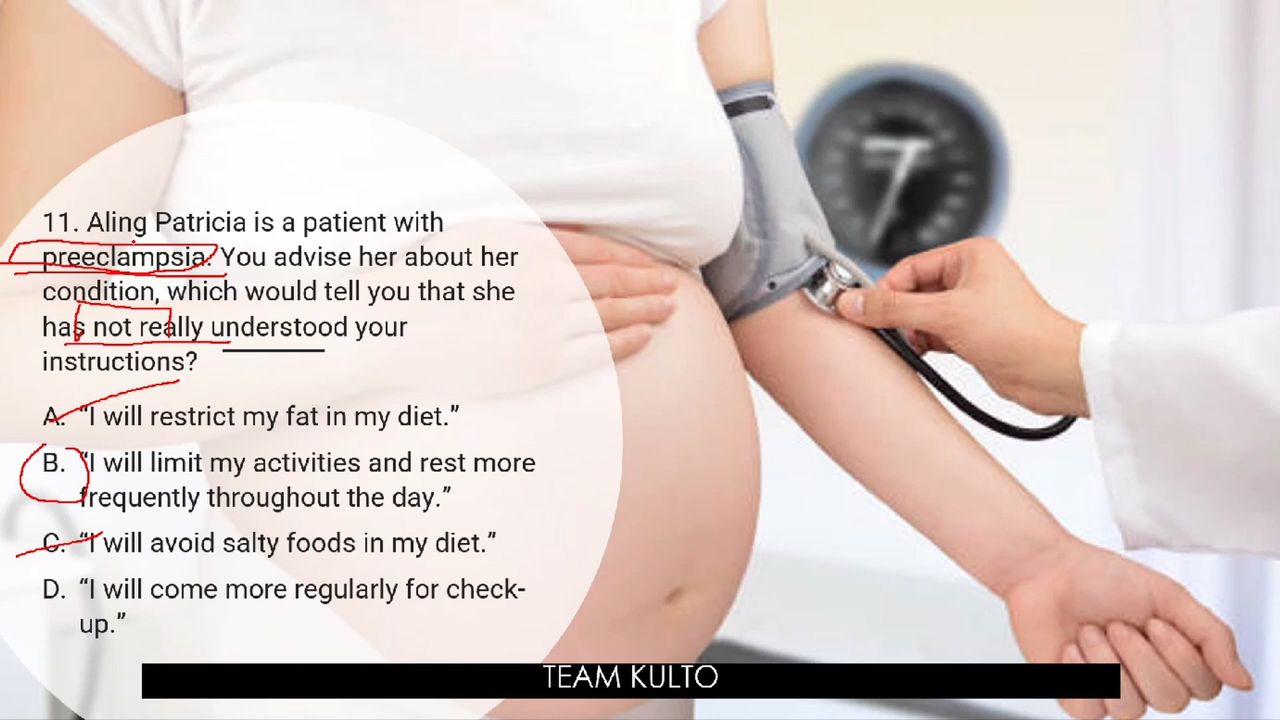 11. Aling Patricia is a patient with
preeclampsia. You advise her about her
condition, which would tell you that she
has not really understood your
instructions?
A. “I will restrict my fat in my diet.”
B. “I will limit my activities and rest more
frequently throughout the day.”
C. “I will avoid salty foods in my diet.”
D. “I will come more regularly for check-
up.”
TEAM KULTO